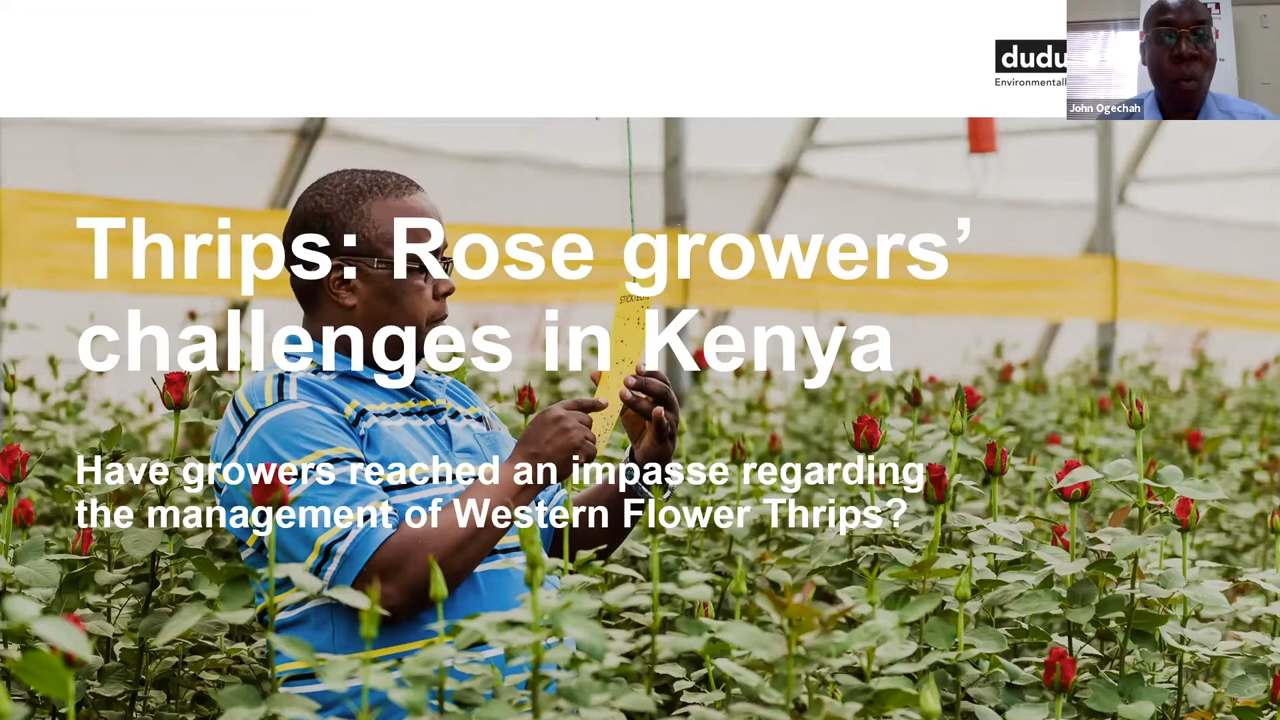 dudu
Environmental
John Ogechah
Thrips: Rose growers’
challenges in Kenya
Have growers reached an impasse regarding
the management of Western Flower Thrips?